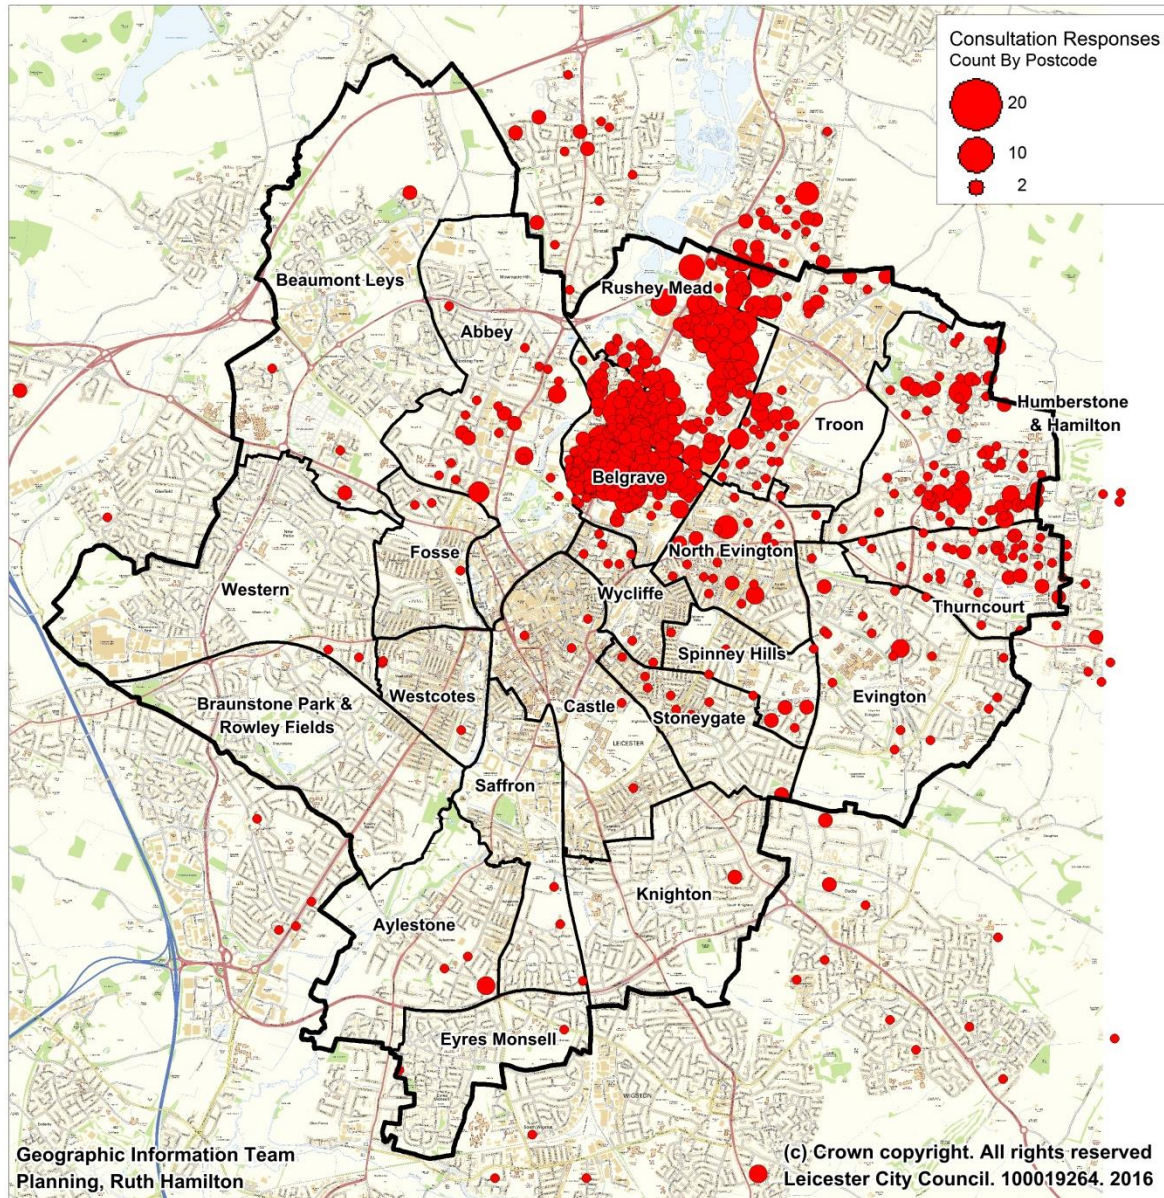 Consultation Responses
Count By Postcode
20
10
2
Beaumont Leys
Rushey Mead
Abbey
Humberstone
& Hamilton
Troon
Belgrave
Fosse
North Evington
Western
Wycliffe
Thurncourt
Spinney Hills
Westcotes
Evington
Braunstone Park &
Rowley Fields
Castle
Stoneygate
LEICESTER
Saffron
Knighton
Aylestone
Eyres Monsell
WIGSTON
Geographic Information Team
Planning, Ruth Hamilton
(c) Crown copyright. All rights reserved
Leicester City Council. 100019264. 2016